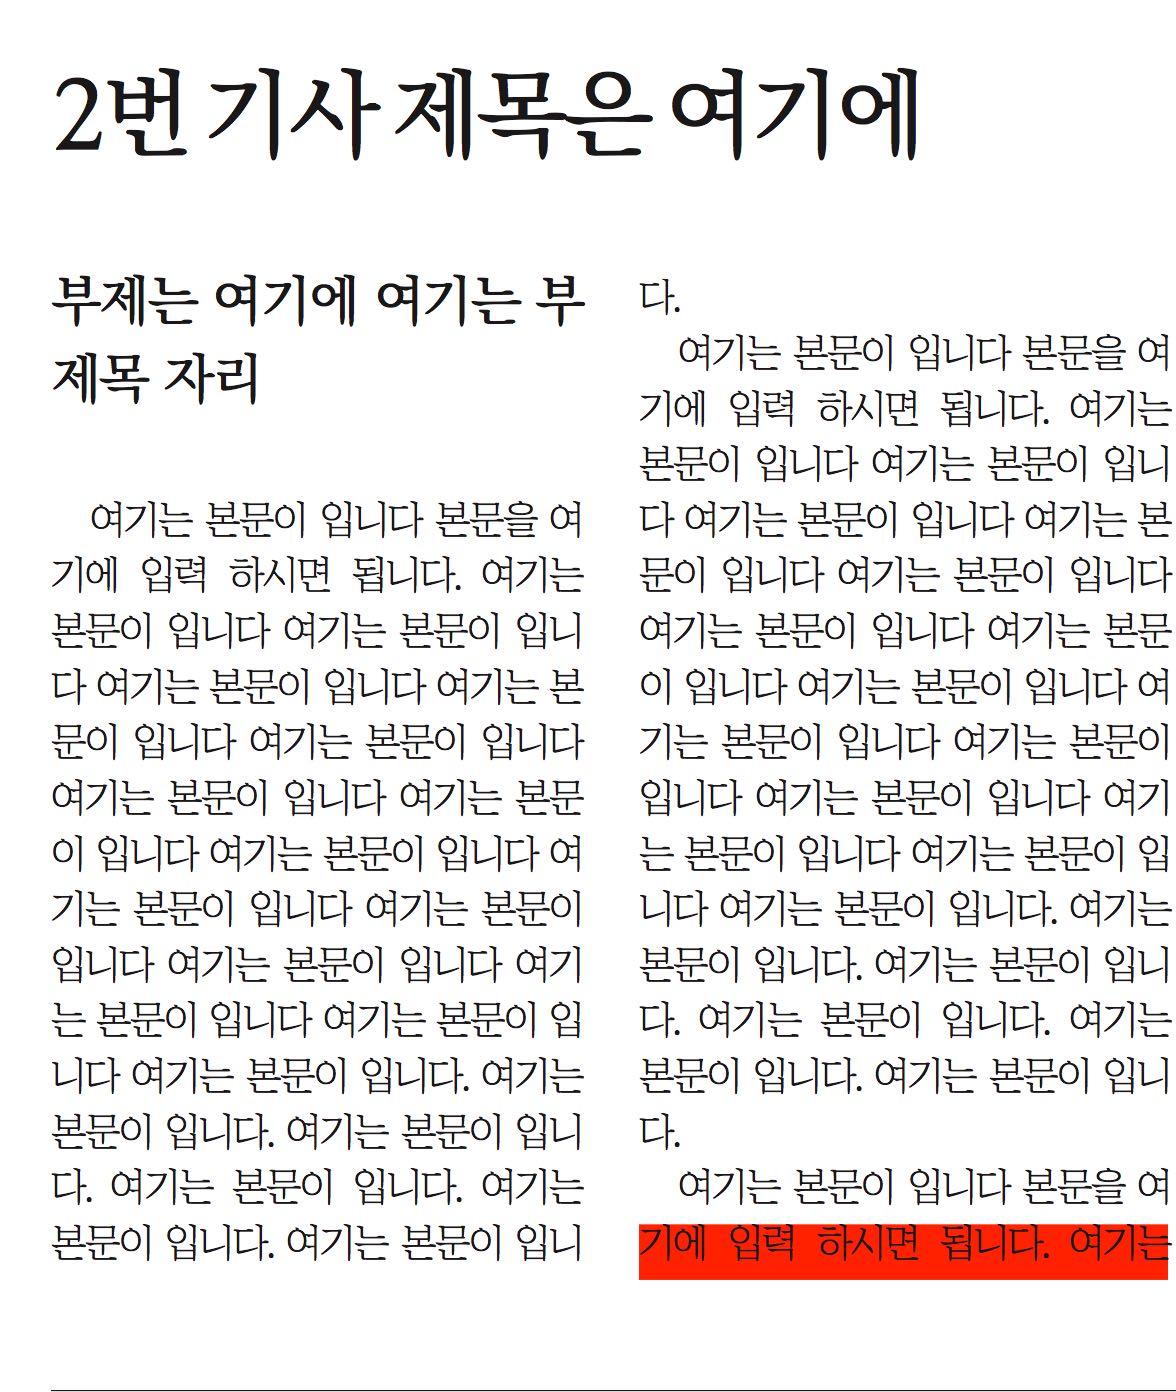 2번 기사 제목은 여기에
부제는 여기에 여기는 부
제목 자리
여기는 본문이 입니다 본문을 여
기에 입력 하시면 됩니다. 여기는
본문이 입니다 여기는 본문이 입니
다 여기는 본문이 입니다 여기는 본
문이 입니다 여기는 본문이 입니다
여기는 본문이 입니다 여기는 본문
이 입니다 여기는 본문이 입니다 여
기는 본문이 입니다 여기는 본문이
입니다 여기는 본문이 입니다 여기
는 본문이 입니다 여기는 본문이 입
니다 여기는 본문이 입니다. 여기는
본문이 입니다. 여기는 본문이 입니
다. 여기는 본문이 입니다. 여기는
본문이 입니다. 여기는 본문이 입니
다.
여기는 본문이 입니다 본문을 여
기에 입력 하시면 됩니다. 여기는
본문이 입니다 여기는 본문이 입니
다 여기는 본문이 입니다 여기는 본
문이 입니다 여기는 본문이 입니다
여기는 본문이 입니다 여기는 본문
이 입니다 여기는 본문이 입니다 여
기는 본문이 입니다 여기는 본문이
입니다 여기는 본문이 입니다 여기
는 본문이 입니다 여기는 본문이 입
니다 여기는 본문이 입니다. 여기는
본문이 입니다. 여기는 본문이 입니
다. 여기는 본문이 입니다. 여기는
본문이 입니다. 여기는 본문이 입니
다.
여기는 본문이 입니다 본문을 여
기에 입력 하시면 됩니다. 여기는